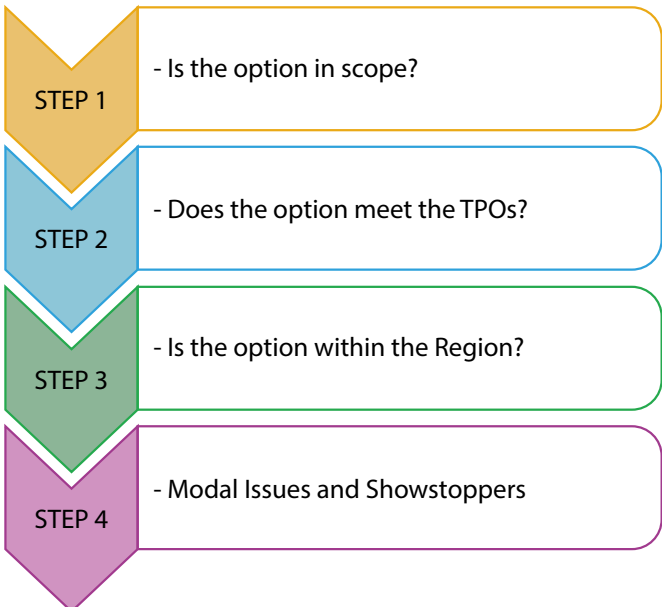 STEP 1
- Is the option in scope?
STEP 2
- Does the option meet the TPOs?
STEP 3
- Is the option within the Region?
STEP 4
- Modal Issues and Showstoppers